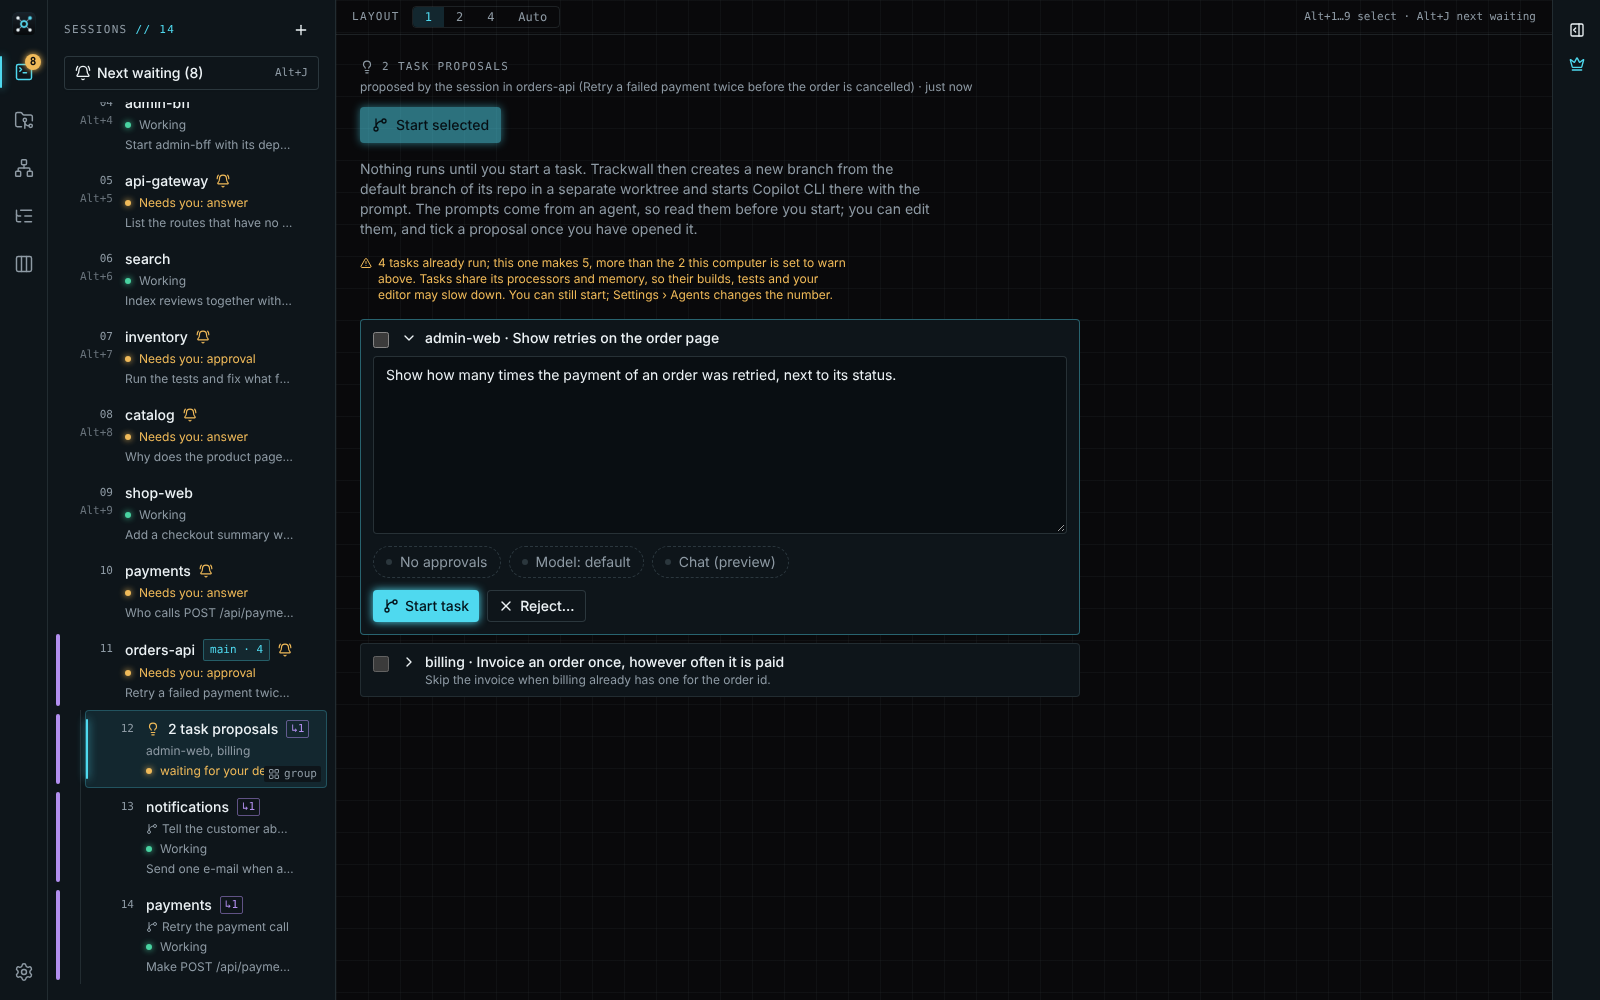 SESSIONS // 14
8
Next waiting (8) Alt+J
04 admin-bff
Alt+4
Working
Start admin-bff with its dep...
05 api-gateway
Alt+5
Needs you: answer
List the routes that have no ...
06 search
Alt+6
Working
Index reviews together with...
07 inventory
Alt+7
Needs you: approval
Run the tests and fix what f...
08 catalog
Alt+8
Needs you: answer
Why does the product page...
09 shop-web
Alt+9
Working
Add a checkout summary w...
10 payments
Needs you: answer
Who calls POST /api/payme...
11 orders-api main · 4
Needs you: approval
Retry a failed payment twic...
12 2 task proposals ↳1
admin-web, billing
waiting for your de group
13 notifications ↳1
Tell the customer ab...
Working
Send one e-mail when a...
14 payments ↳1
Retry the payment call
Working
Make POST /api/payme...
LAYOUT 1 2 4 Auto
Alt+1…9 select · Alt+J next waiting
2 TASK PROPOSALS
proposed by the session in orders-api (Retry a failed payment twice before the order is cancelled) · just now
Start selected
Nothing runs until you start a task. Trackwall then creates a new branch from the
default branch of its repo in a separate worktree and starts Copilot CLI there with the
prompt. The prompts come from an agent, so read them before you start; you can edit
them, and tick a proposal once you have opened it.
4 tasks already run; this one makes 5, more than the 2 this computer is set to warn
above. Tasks share its processors and memory, so their builds, tests and your
editor may slow down. You can still start; Settings › Agents changes the number.
admin-web · Show retries on the order page
Show how many times the payment of an order was retried, next to its status.
No approvals
Model: default
Chat (preview)
Start task
Reject...
billing · Invoice an order once, however often it is paid
Skip the invoice when billing already has one for the order id.